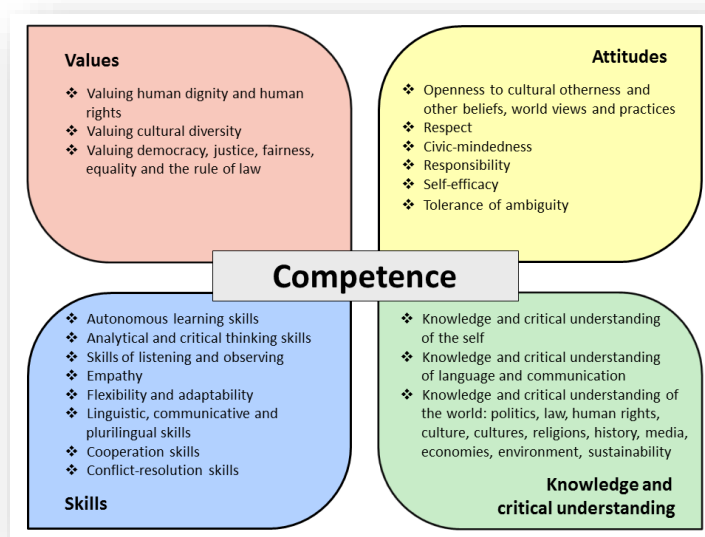 Values
❖ Valuing human dignity and human
rights
❖ Valuing cultural diversity
❖ Valuing democracy, justice, fairness,
equality and the rule of law
Attitudes
❖ Openness to cultural otherness and
other beliefs, world views and practices
❖ Respect
❖ Civic-mindedness
❖ Responsibility
❖ Self-efficacy
❖ Tolerance of ambiguity
Competence
❖ Autonomous learning skills
❖ Analytical and critical thinking skills
❖ Skills of listening and observing
❖ Empathy
❖ Flexibility and adaptability
❖ Linguistic, communicative and
plurilingual skills
❖ Cooperation skills
❖ Conflict-resolution skills
Skills
❖ Knowledge and critical understanding
of the self
❖ Knowledge and critical understanding
of language and communication
❖ Knowledge and critical understanding of
the world: politics, law, human rights,
culture, cultures, religions, history, media,
economies, environment, sustainability
Knowledge and
critical understanding